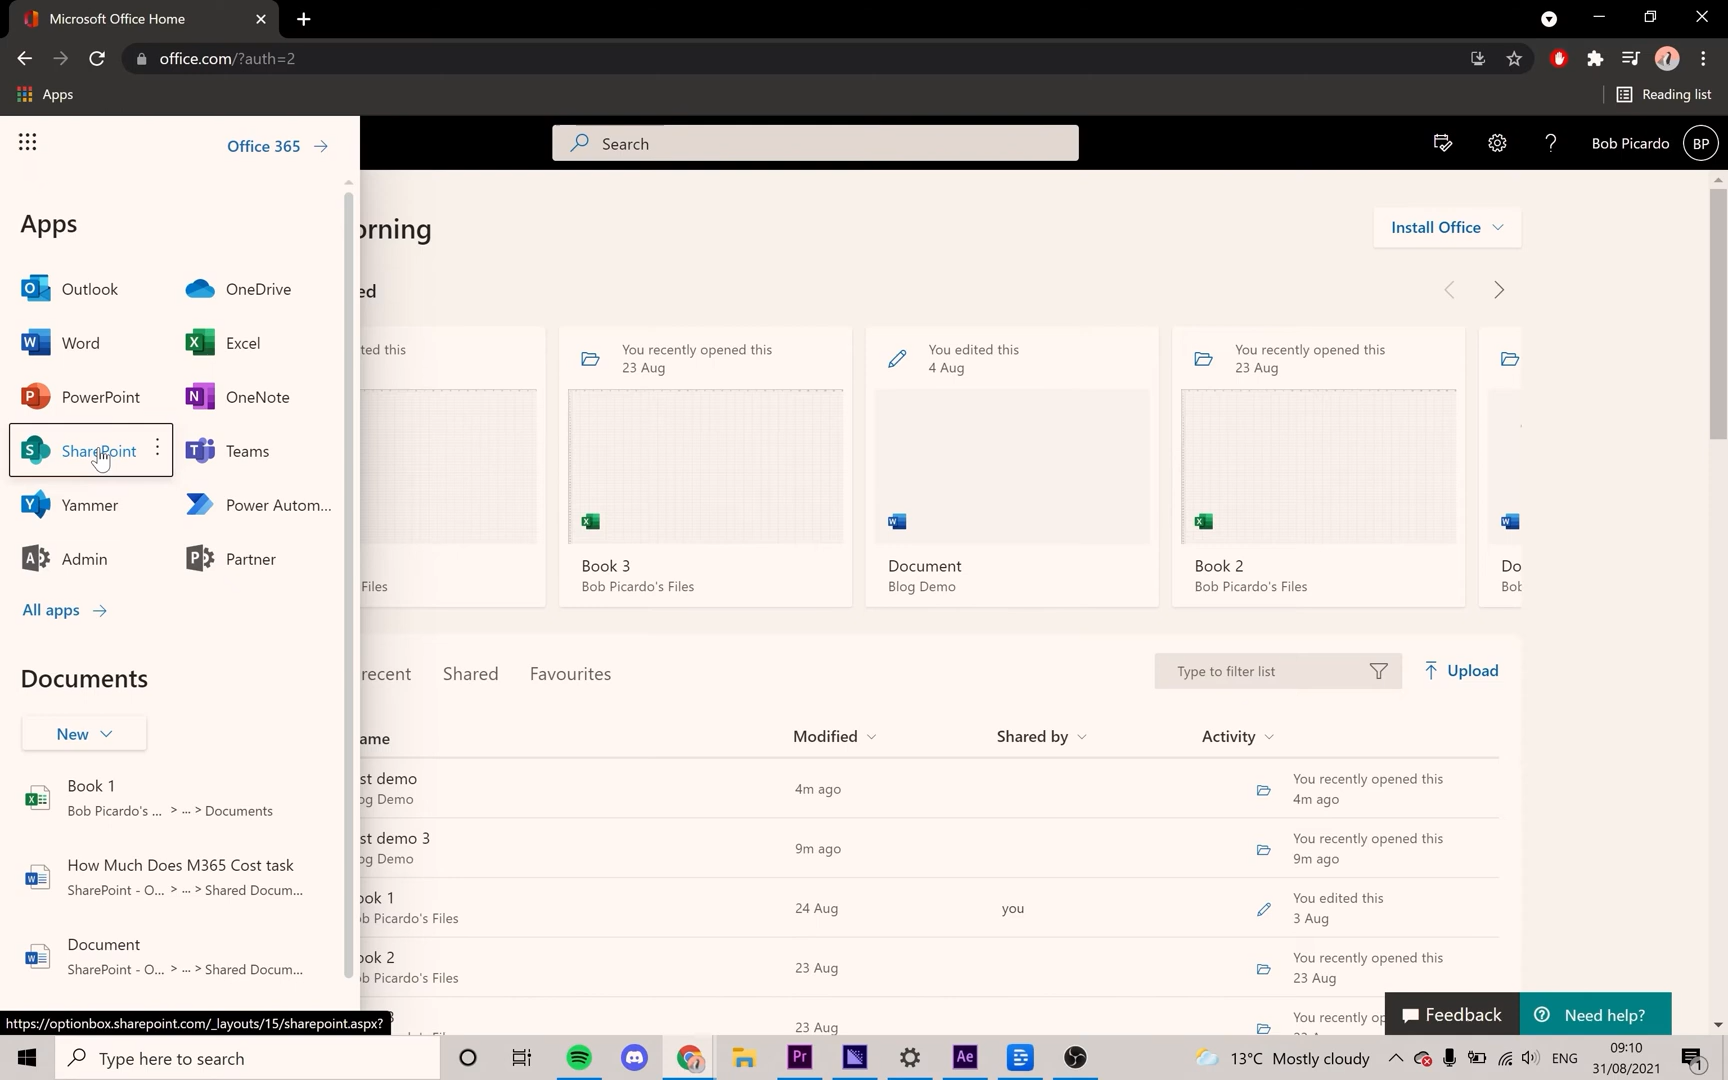 Microsoft Office Home
office.com/?auth=2
Apps
Reading list
Office 365
Search
Bob Picardo
BP
Apps
Outlook
OneDrive
Word
Excel
PowerPoint
OneNote
SharePoint
Teams
Yammer
Power Autom...
Admin
Partner
All apps
Documents
New
Book 1
Bob Picardo's ... > ... > Documents
How Much Does M365 Cost task
SharePoint - O... > ... > Shared Docum...
Document
SharePoint - O... > ... > Shared Docum...
https://optionbox.sharepoint.com/_layouts/15/sharepoint.aspx?
orning
Install Office
ed
ted this
Files
You recently opened this
23 Aug
Book 3
Bob Picardo's Files
You edited this
4 Aug
Document
Blog Demo
You recently opened this
23 Aug
Book 2
Bob Picardo's Files
Do
Bob
recent
Shared
Favourites
Type to filter list
Upload
ame
Modified
Shared by
Activity
st demo
og Demo
4m ago
You recently opened this
4m ago
st demo 3
og Demo
9m ago
You recently opened this
9m ago
ook 1
ob Picardo's Files
24 Aug
you
You edited this
3 Aug
ook 2
ob Picardo's Files
23 Aug
You recently opened this
23 Aug
3
23 Aug
You recently op
Feedback
Need help?
Type here to search
Pr
Ae
13°C Mostly cloudy
ENG
09:10
31/08/2021
1